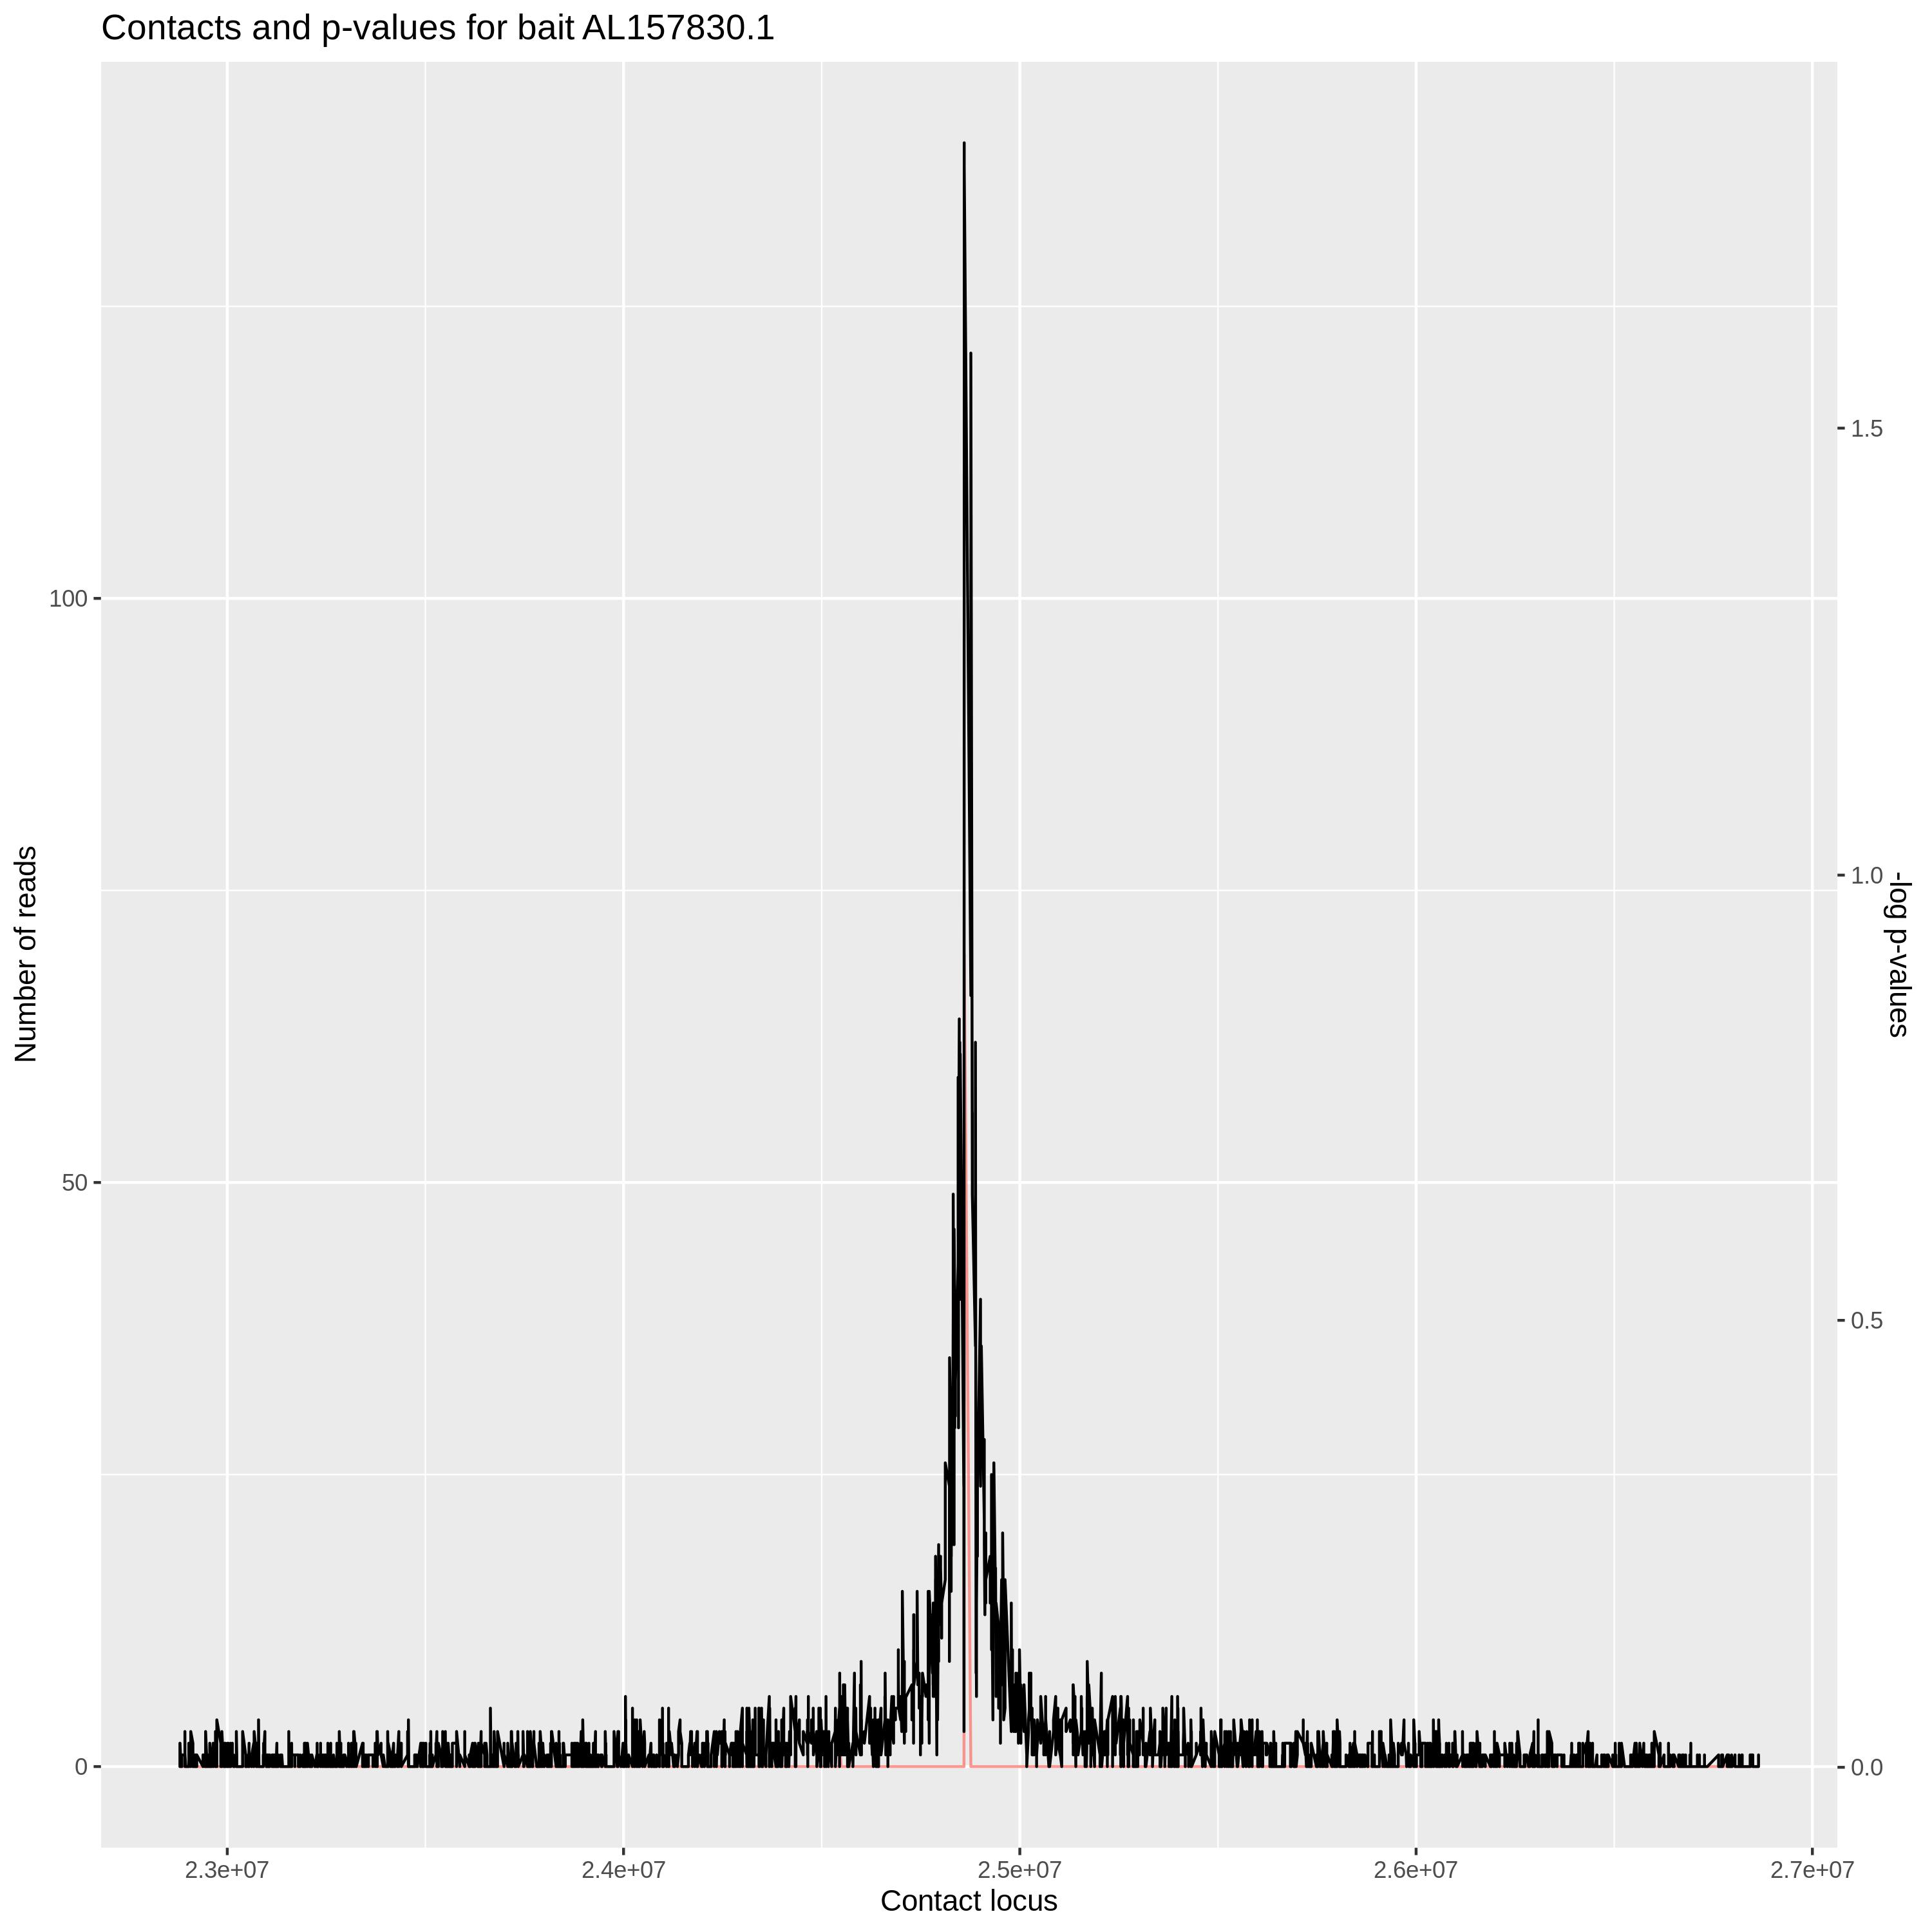 Contacts and p-values for bait AL157830.1
Number of reads
100
50
0
1.5
1.0
0.5
0.0
-log p-values
2.3e+07 2.4e+07 2.5e+07 2.6e+07 2.7e+07
Contact locus